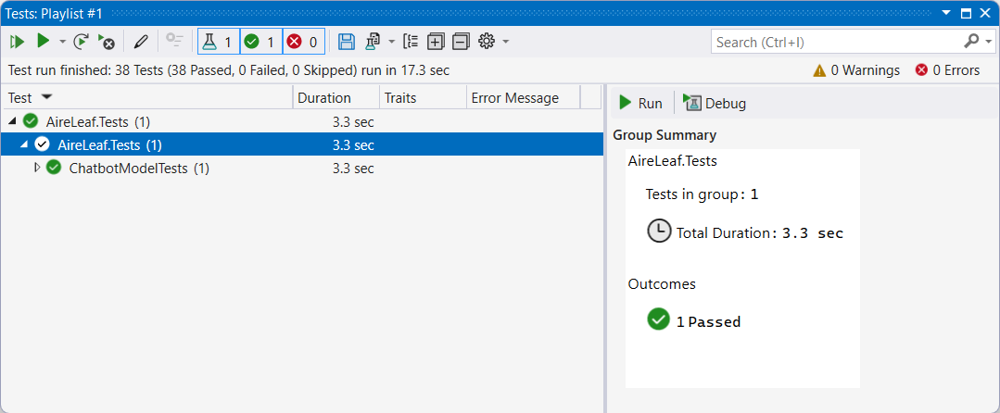 Tests: Playlist #1
1 1 0 Search (Ctrl+I)
Test run finished: 38 Tests (38 Passed, 0 Failed, 0 Skipped) run in 17.3 sec 0 Warnings 0 Errors
Test Duration Traits Error Message
AireLeaf.Tests (1) 3.3 sec
AireLeaf.Tests (1) 3.3 sec
ChatbotModelTests (1) 3.3 sec
Run Debug
Group Summary
AireLeaf.Tests
Tests in group: 1
Total Duration: 3.3 sec
Outcomes
1 Passed